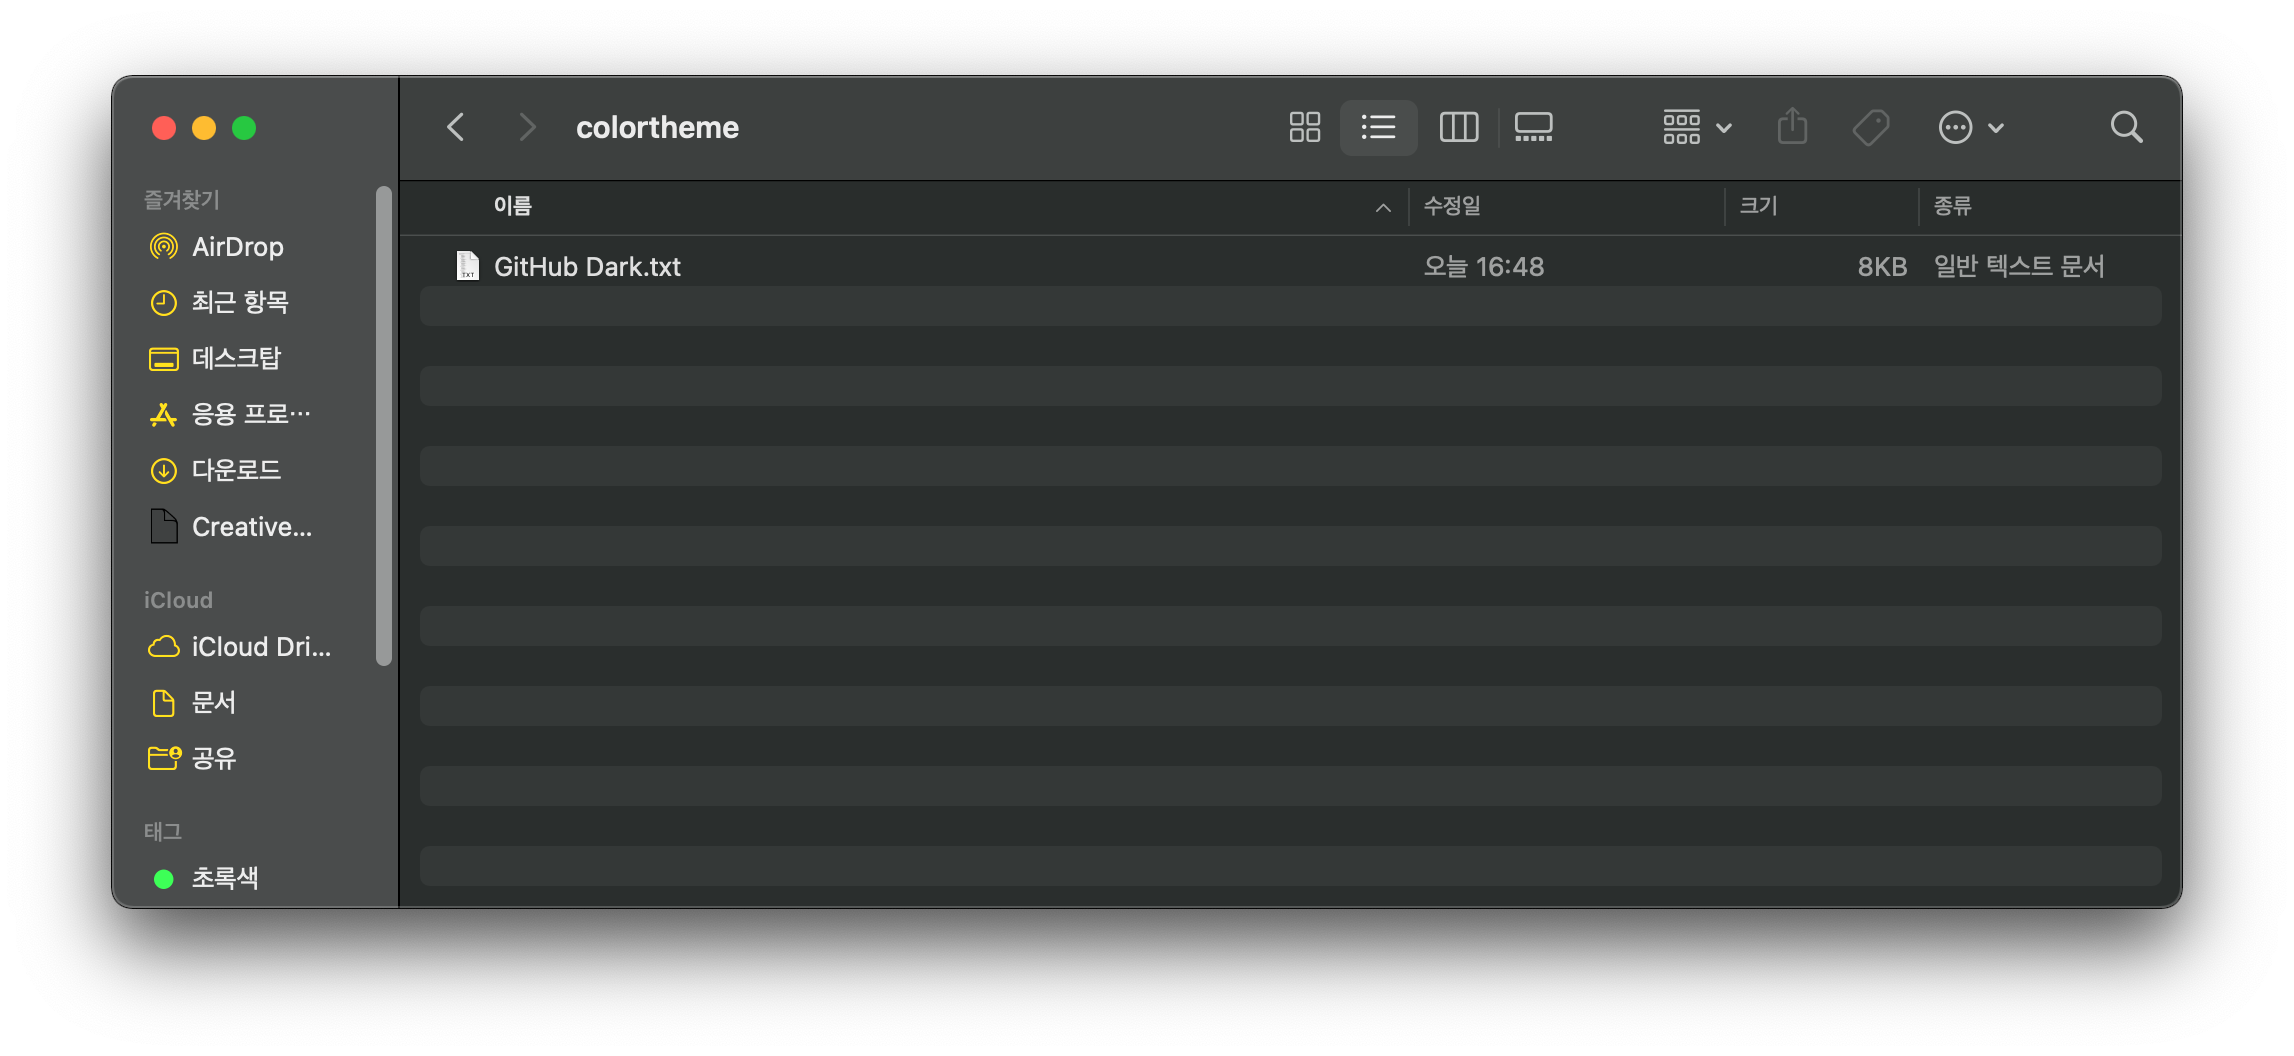 colortheme
즐겨찾기
AirDrop
최근 항목
데스크탑
응용 프로…
다운로드
Creative...
iCloud
iCloud Dri...
문서
공유
태그
초록색
이름 수정일 크기 종류
TXT
GitHub Dark.txt 오늘 16:48 8KB 일반 텍스트 문서